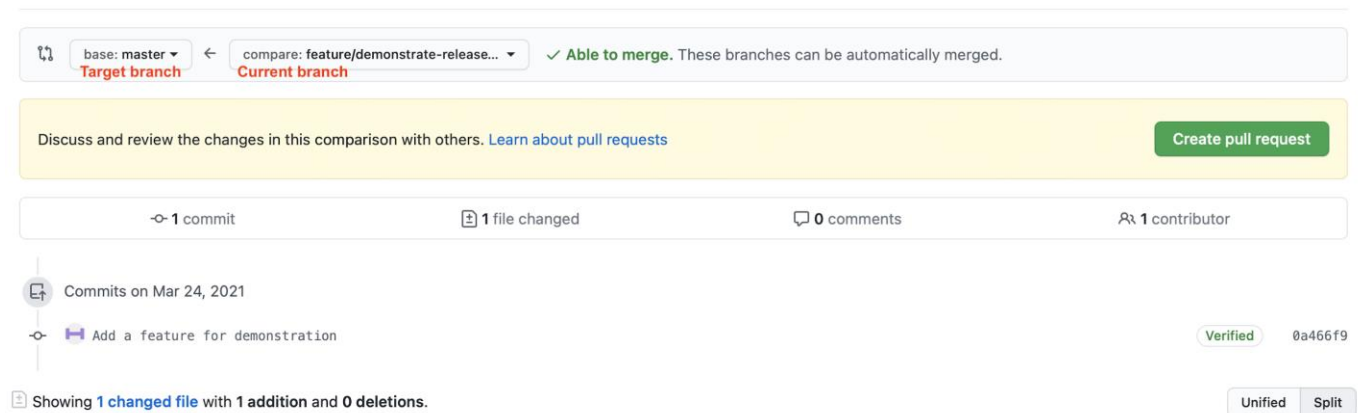 base: master ← compare: feature/demonstrate-release... ✓ Able to merge. These branches can be automatically merged.
Target branch Current branch
Discuss and review the changes in this comparison with others. Learn about pull requests Create pull request
1 commit 1 file changed 0 comments 1 contributor
Commits on Mar 24, 2021
Add a feature for demonstration Verified 0a466f9
Showing 1 changed file with 1 addition and 0 deletions. Unified Split